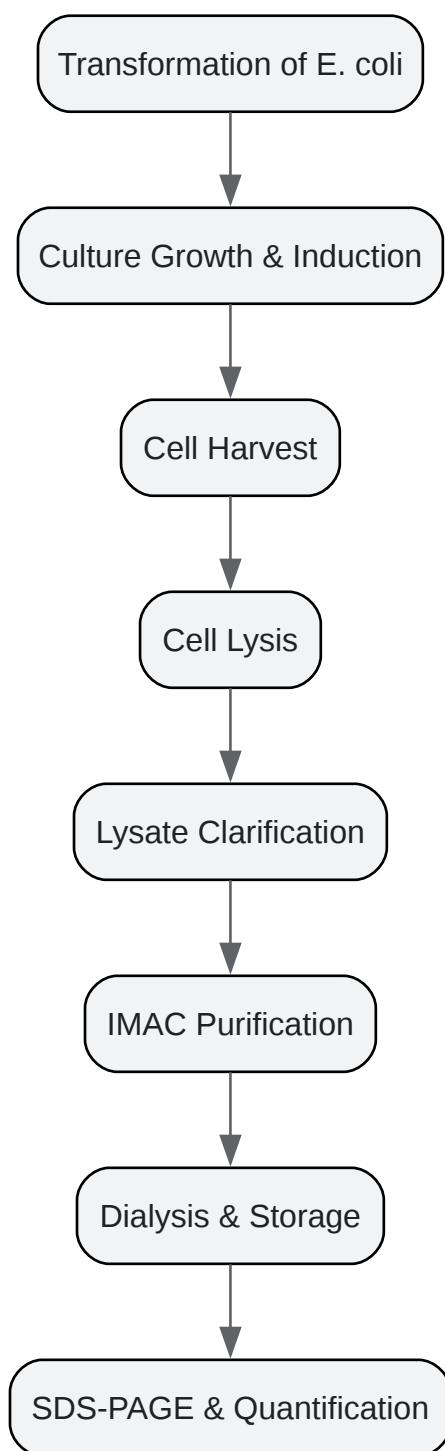 Transformation of E. coli
Culture Growth & Induction
Cell Harvest
Cell Lysis
Lysate Clarification
IMAC Purification
Dialysis & Storage
SDS-PAGE & Quantification